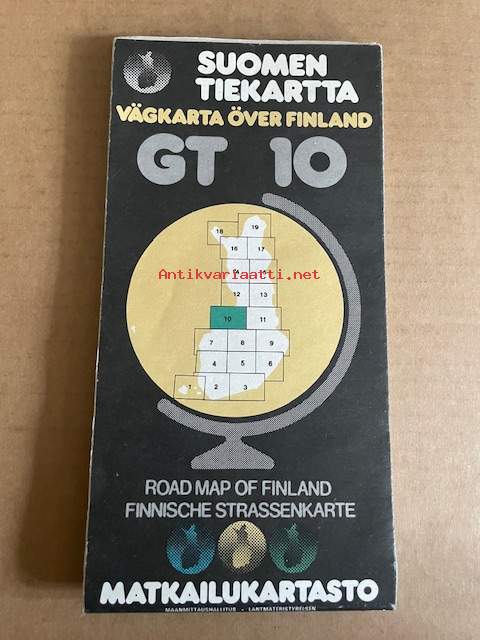 SUOMEN
TIEKARTTA
VÄGKARTA ÖVER FINLAND
GT 10
18 19
16 17
Antikvariaatti.net
12 13
10 11
7 8 9
4 5 6
1 2 3
ROAD MAP OF FINLAND
FINNISCHE STRASSENKARTE
MATKAILUKARTASTO
MAANMITTAUSHALLITUS - LANTMÄTERISTYRELSEN